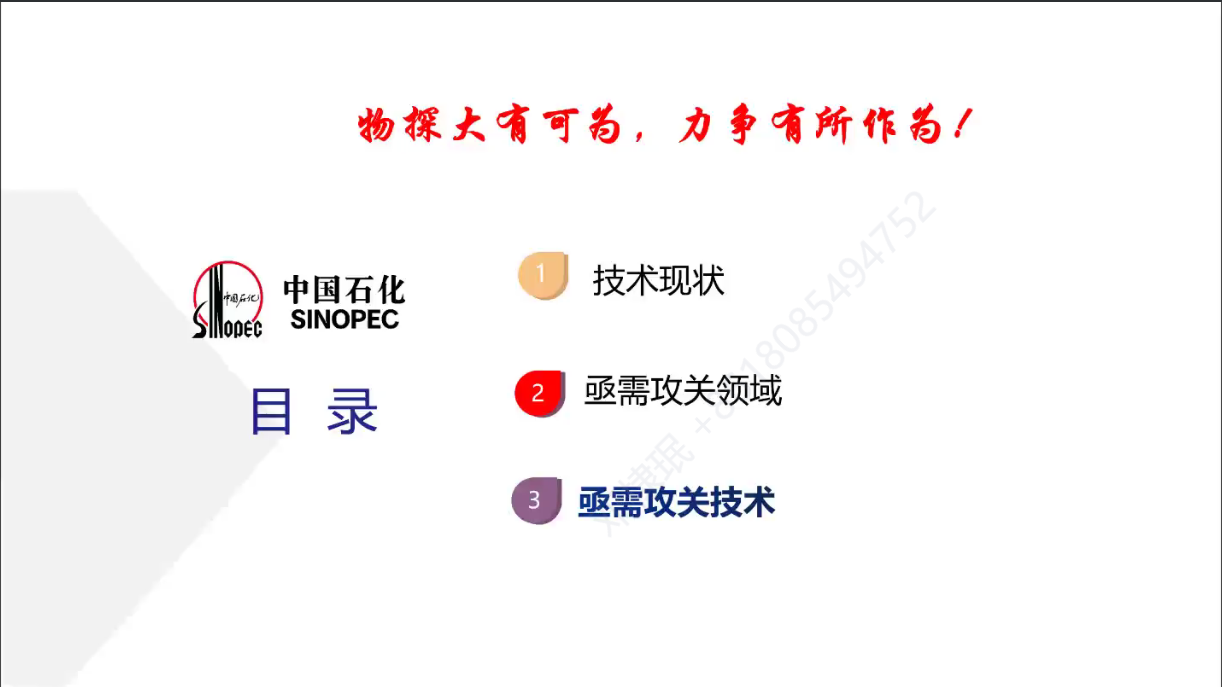 物探大有可为，力争有所作为！
中国石化
SINOPEC
中国石化
SINOPEC
目 录
1 技术现状
2 亟需攻关领域
3 亟需攻关技术